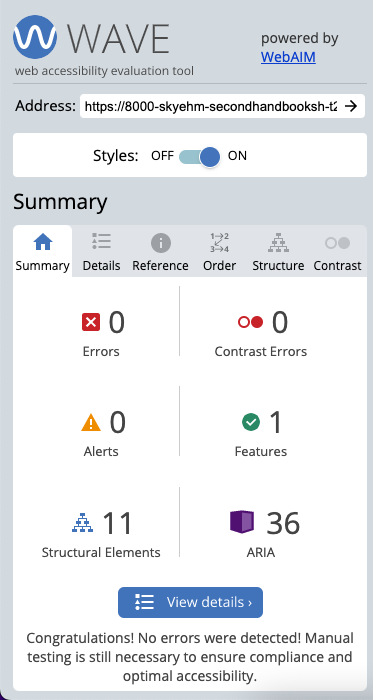 WAVE
web accessibility evaluation tool
powered by
WebAIM
Address: https://8000-skyehm-secondhandbooksh-t2
Styles: OFF ON
Summary
Summary Details Reference Order Structure Contrast
0 0
Errors Contrast Errors
0 1
Alerts Features
11 36
Structural Elements ARIA
View details ›
Congratulations! No errors were detected! Manual
testing is still necessary to ensure compliance and
optimal accessibility.